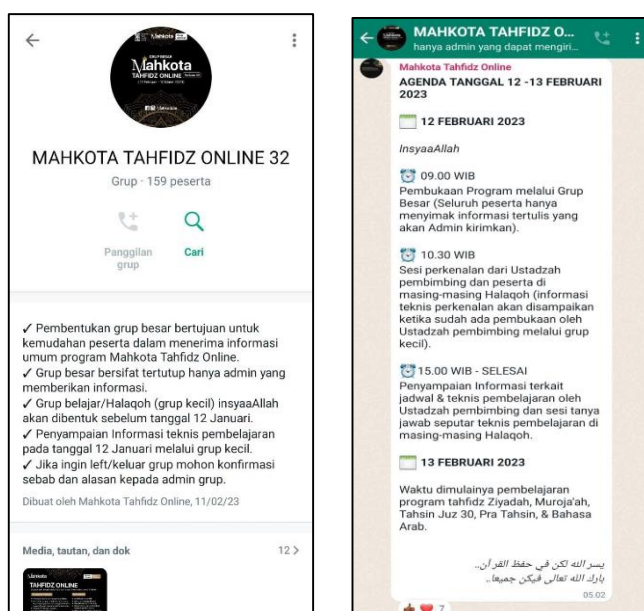 Mahkota
TAHFIDZ ONLINE
MAHKOTA TAHFIDZ ONLINE 32
Grup · 159 peserta
Panggilan
grup
Cari
✓ Pembentukan grup besar bertujuan untuk
kemudahan peserta dalam menerima informasi
umum program Mahkota Tahfidz Online.
✓ Grup besar bersifat tertutup hanya admin yang
memberikan informasi.
✓ Grup belajar/Halaqoh (grup kecil) insyaaAllah
akan dibentuk sebelum tanggal 12 Januari.
✓ Penyampaian Informasi teknis pembelajaran
pada tanggal 12 Januari melalui grup kecil.
✓ Jika ingin left/keluar grup mohon konfirmasi
sebab dan alasan kepada admin grup.
Dibuat oleh Mahkota Tahfidz Online, 11/02/23
Media, tautan, dan dok
12 >
TAHFIDZ ONLINE
MAHKOTA TAHFIDZ O...
hanya admin yang dapat mengiri...
Mahkota Tahfidz Online
AGENDA TANGGAL 12 -13 FEBRUARI
2023
12 FEBRUARI 2023
InsyaaAllah
09.00 WIB
Pembukaan Program melalui Grup
Besar (Seluruh peserta hanya
menyimak informasi tertulis yang
akan Admin kirimkan).
10.30 WIB
Sesi perkenalan dari Ustadzah
pembimbing dan peserta di
masing-masing Halaqoh (informasi
teknis perkenalan akan disampaikan
ketika sudah ada pembukaan oleh
Ustadzah pembimbing melalui grup
kecil).
15.00 WIB - SELESAI
Penyampaian Informasi terkait
jadwal & teknis pembelajaran oleh
Ustadzah pembimbing dan sesi tanya
jawab seputar teknis pembelajaran di
masing-masing Halaqoh.
13 FEBRUARI 2023
Waktu dimulainya pembelajaran
program tahfidz Ziyadah, Muroja'ah,
Tahsin Juz 30, Pra Tahsin, & Bahasa
Arab.
يسر الله لكن في حفظ القرآن..
بارك الله تعالى فيكن جميعا..
05.02
7